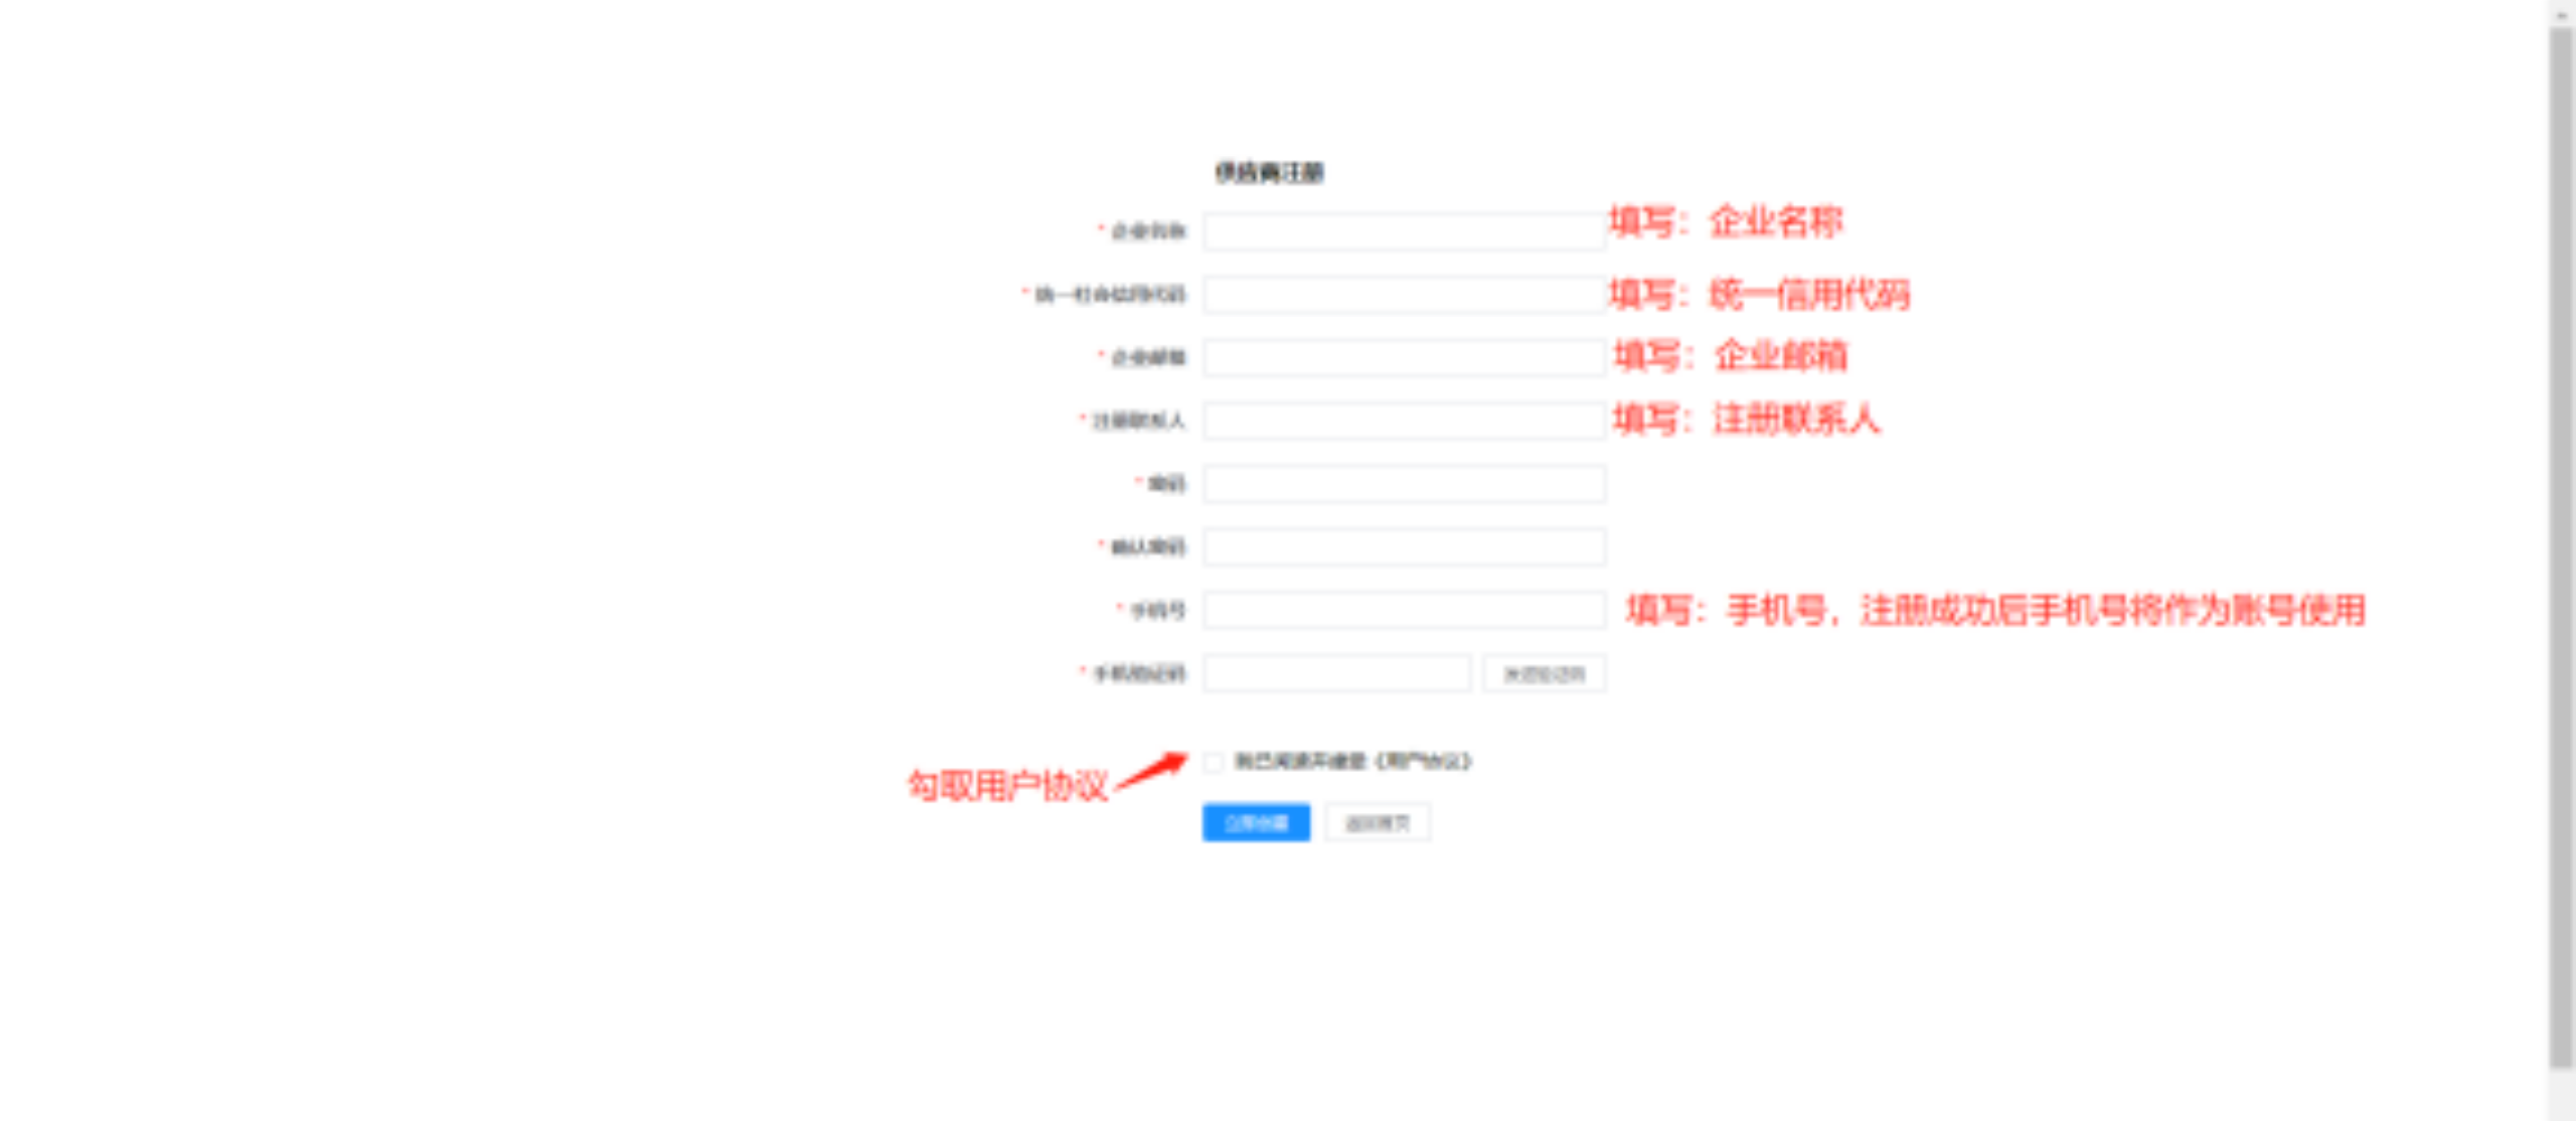 供应商注册
* 企业名称 填写：企业名称
* 统一社会信用代码 填写：统一信用代码
* 企业邮箱 填写：企业邮箱
* 注册联系人 填写：注册联系人
* 密码
* 确认密码
* 手机号 填写：手机号，注册成功后手机号将作为账号使用
* 手机验证码 发送验证码
我已阅读并接受《用户协议》
勾取用户协议
立即创建 返回首页